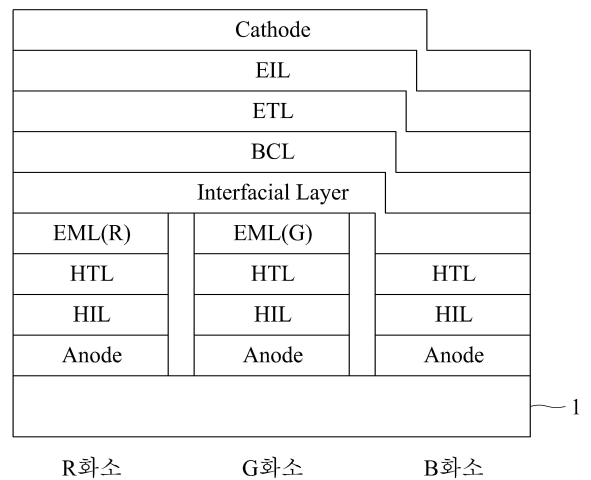 Cathode
EIL
ETL
BCL
Interfacial Layer
EML(R) EML(G)
HTL HTL HTL
HIL HIL HIL
Anode Anode Anode
1
R화소 G화소 B화소